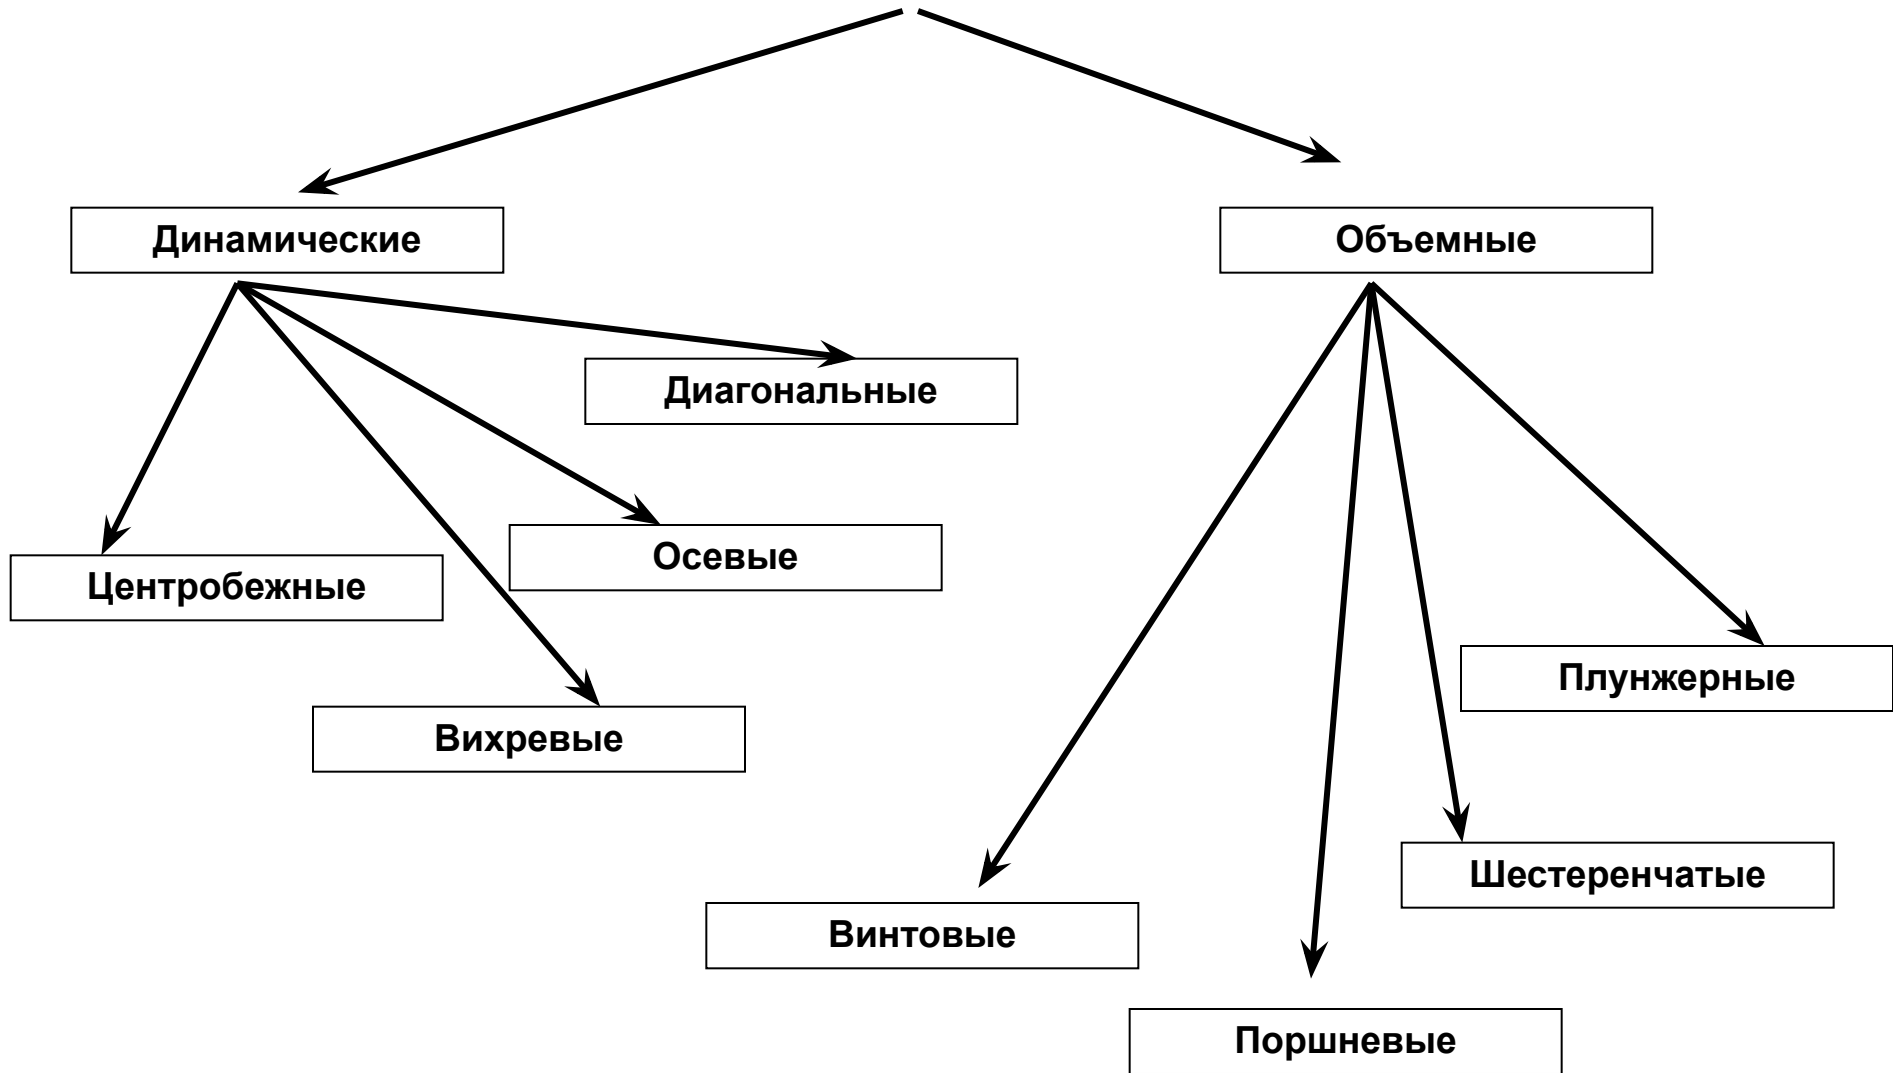 Динамические
Объемные
Диагональные
Осевые
Центробежные
Плунжерные
Вихревые
Шестеренчатые
Винтовые
Поршневые